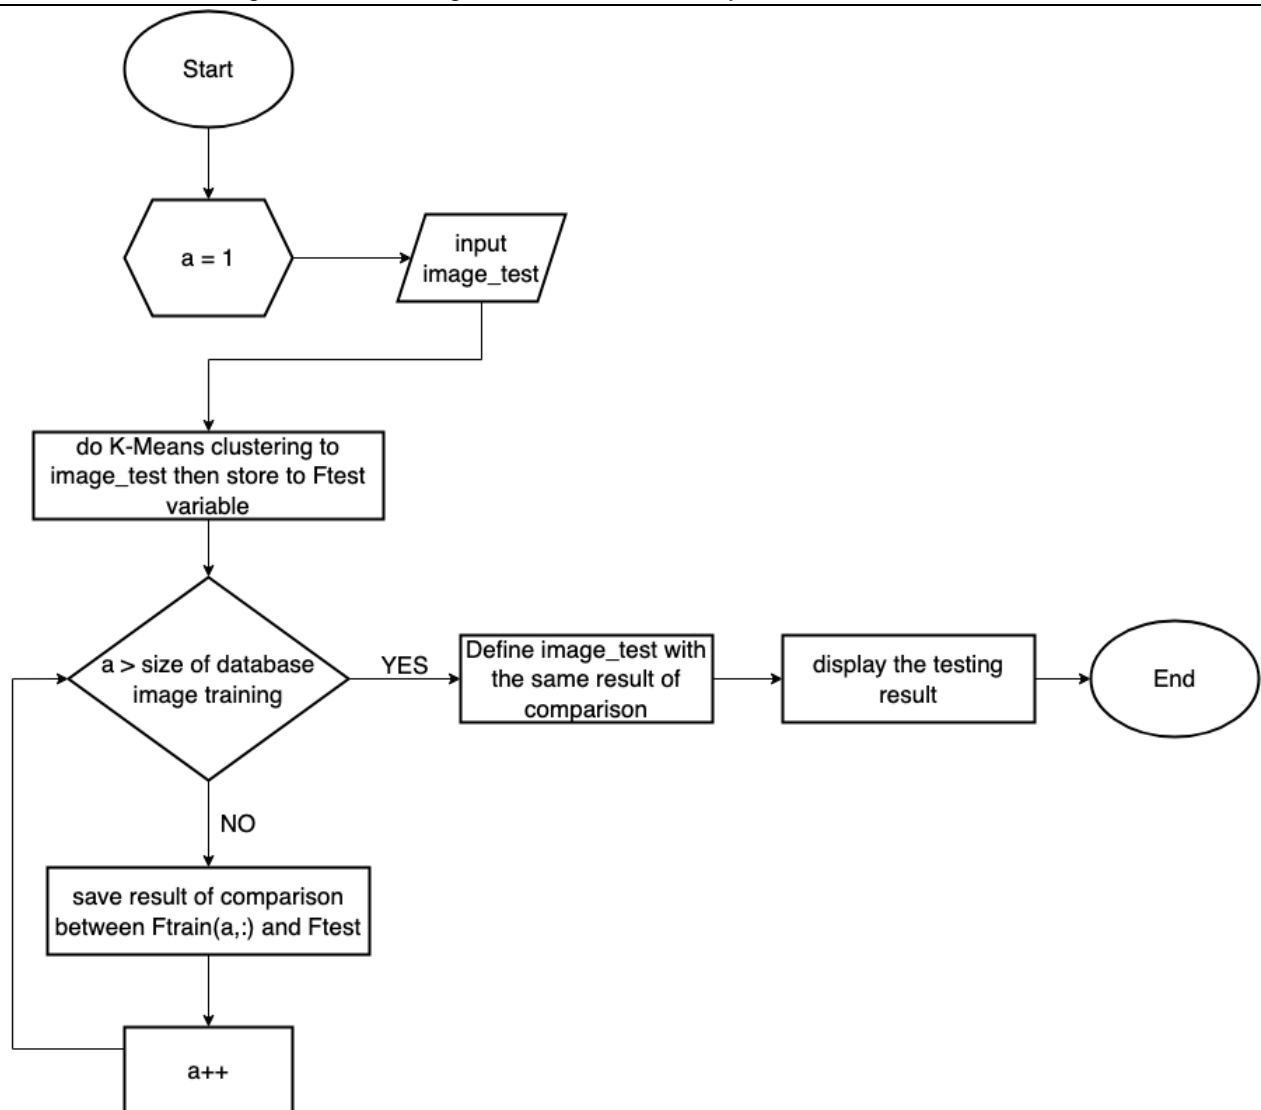 Start
a = 1
input
image_test
do K-Means clustering to
image_test then store to Ftest
variable
a > size of database
image training
YES
Define image_test with
the same result of
comparison
display the testing
result
End
NO
save result of comparison
between Ftrain(a,:) and Ftest
a++